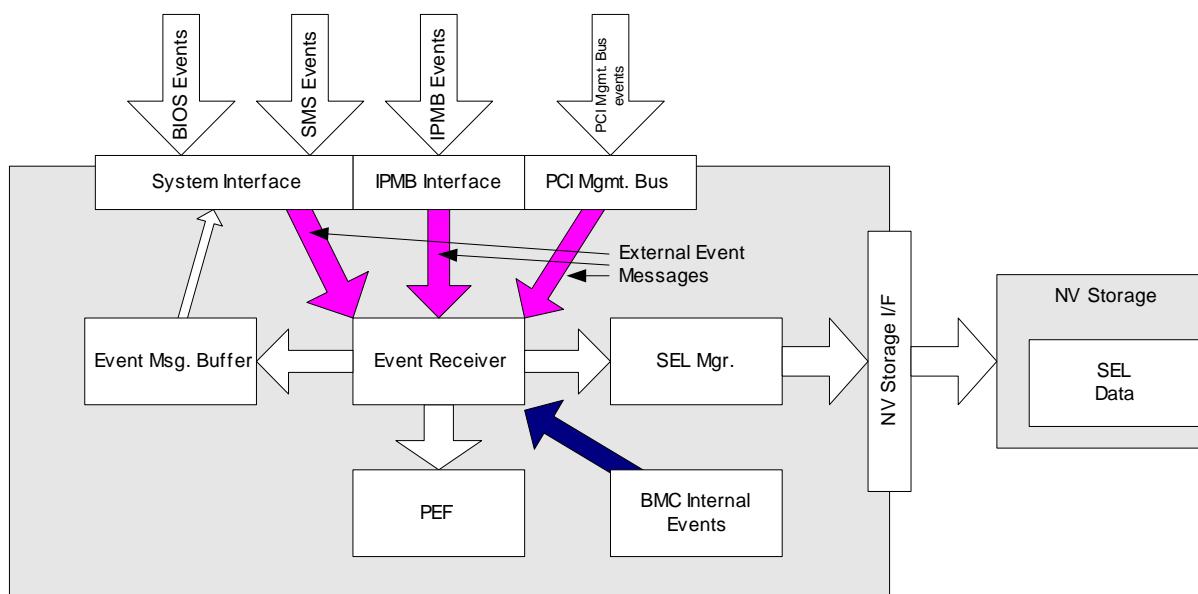 BIOS Events
SMS Events
IPMB Events
PCI Mgmt. Bus
events
System Interface
IPMB Interface
PCI Mgmt. Bus
External Event
Messages
NV Storage I/F
NV Storage
SEL
Data
Event Msg. Buffer
Event Receiver
SEL Mgr.
PEF
BMC Internal
Events